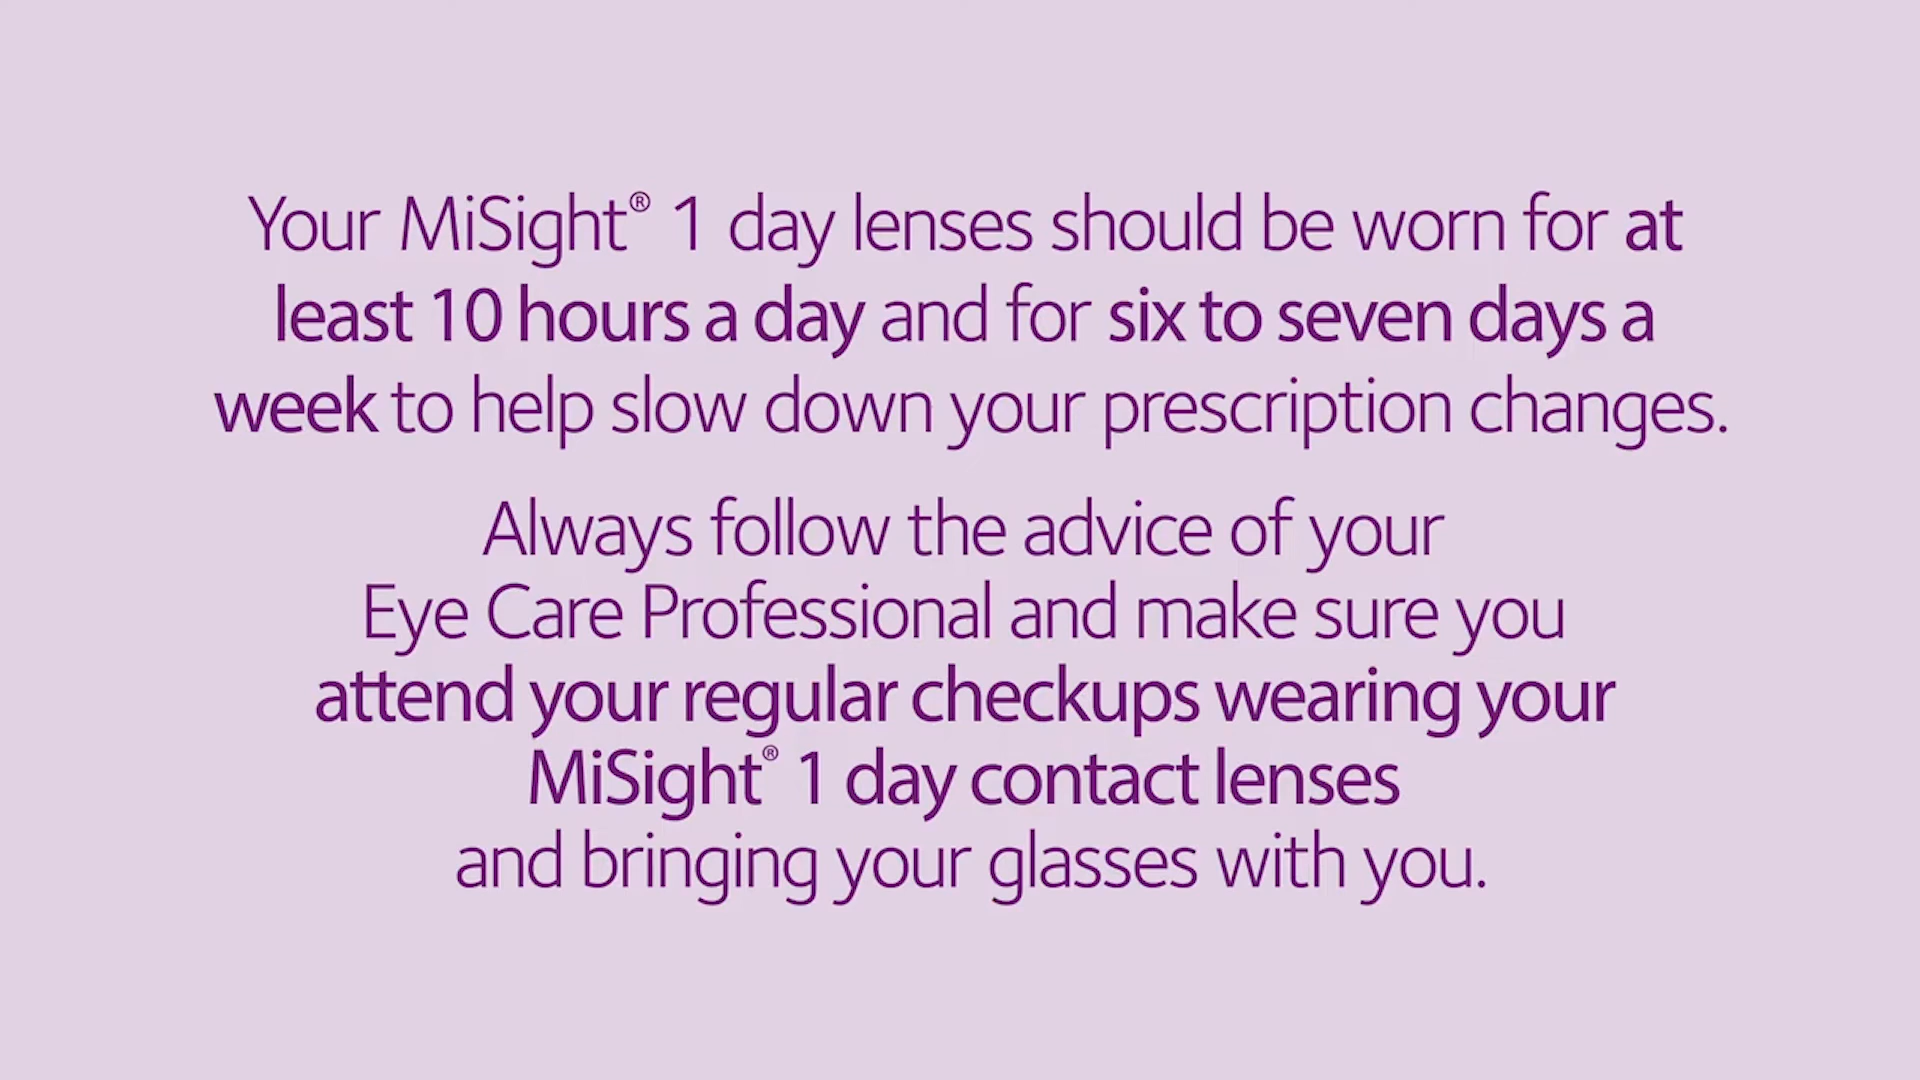 Your MiSight® 1 day lenses should be worn for at
least 10 hours a day and for six to seven days a
week to help slow down your prescription changes.
Always follow the advice of your
Eye Care Professional and make sure you
attend your regular checkups wearing your
MiSight® 1 day contact lenses
and bringing your glasses with you.